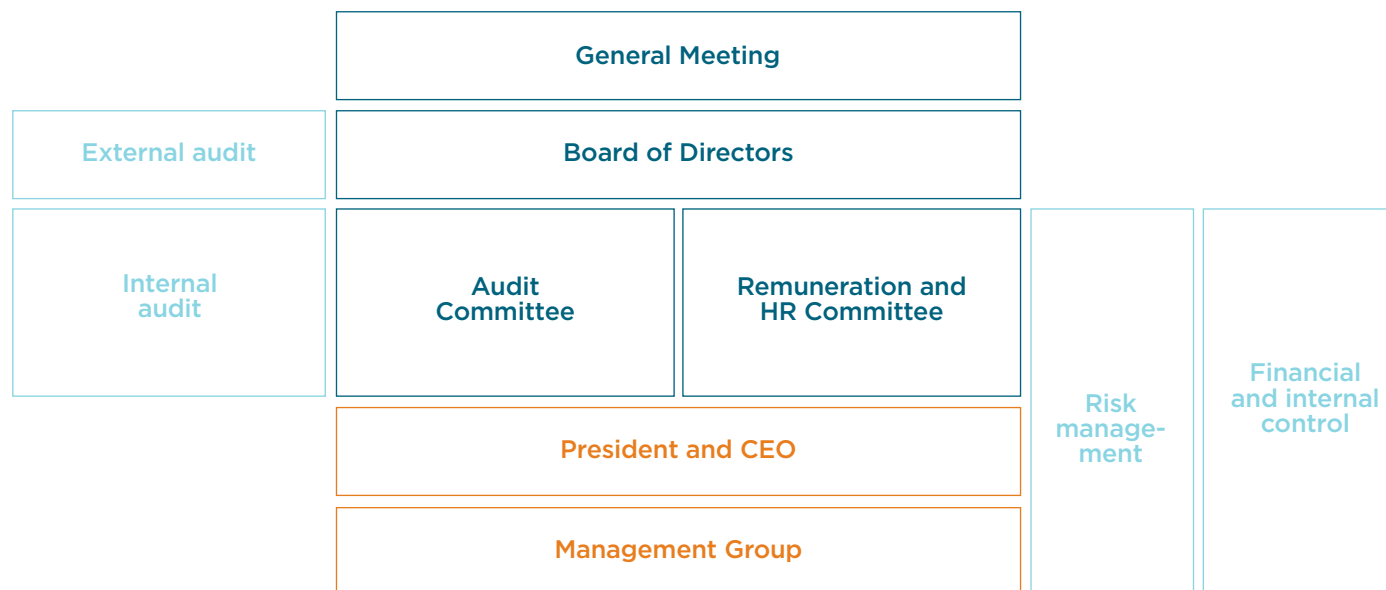 General Meeting
External audit
Board of Directors
Internal
audit
Audit
Committee
Remuneration and
HR Committee
Risk
manage-
ment
Financial
and internal
control
President and CEO
Management Group